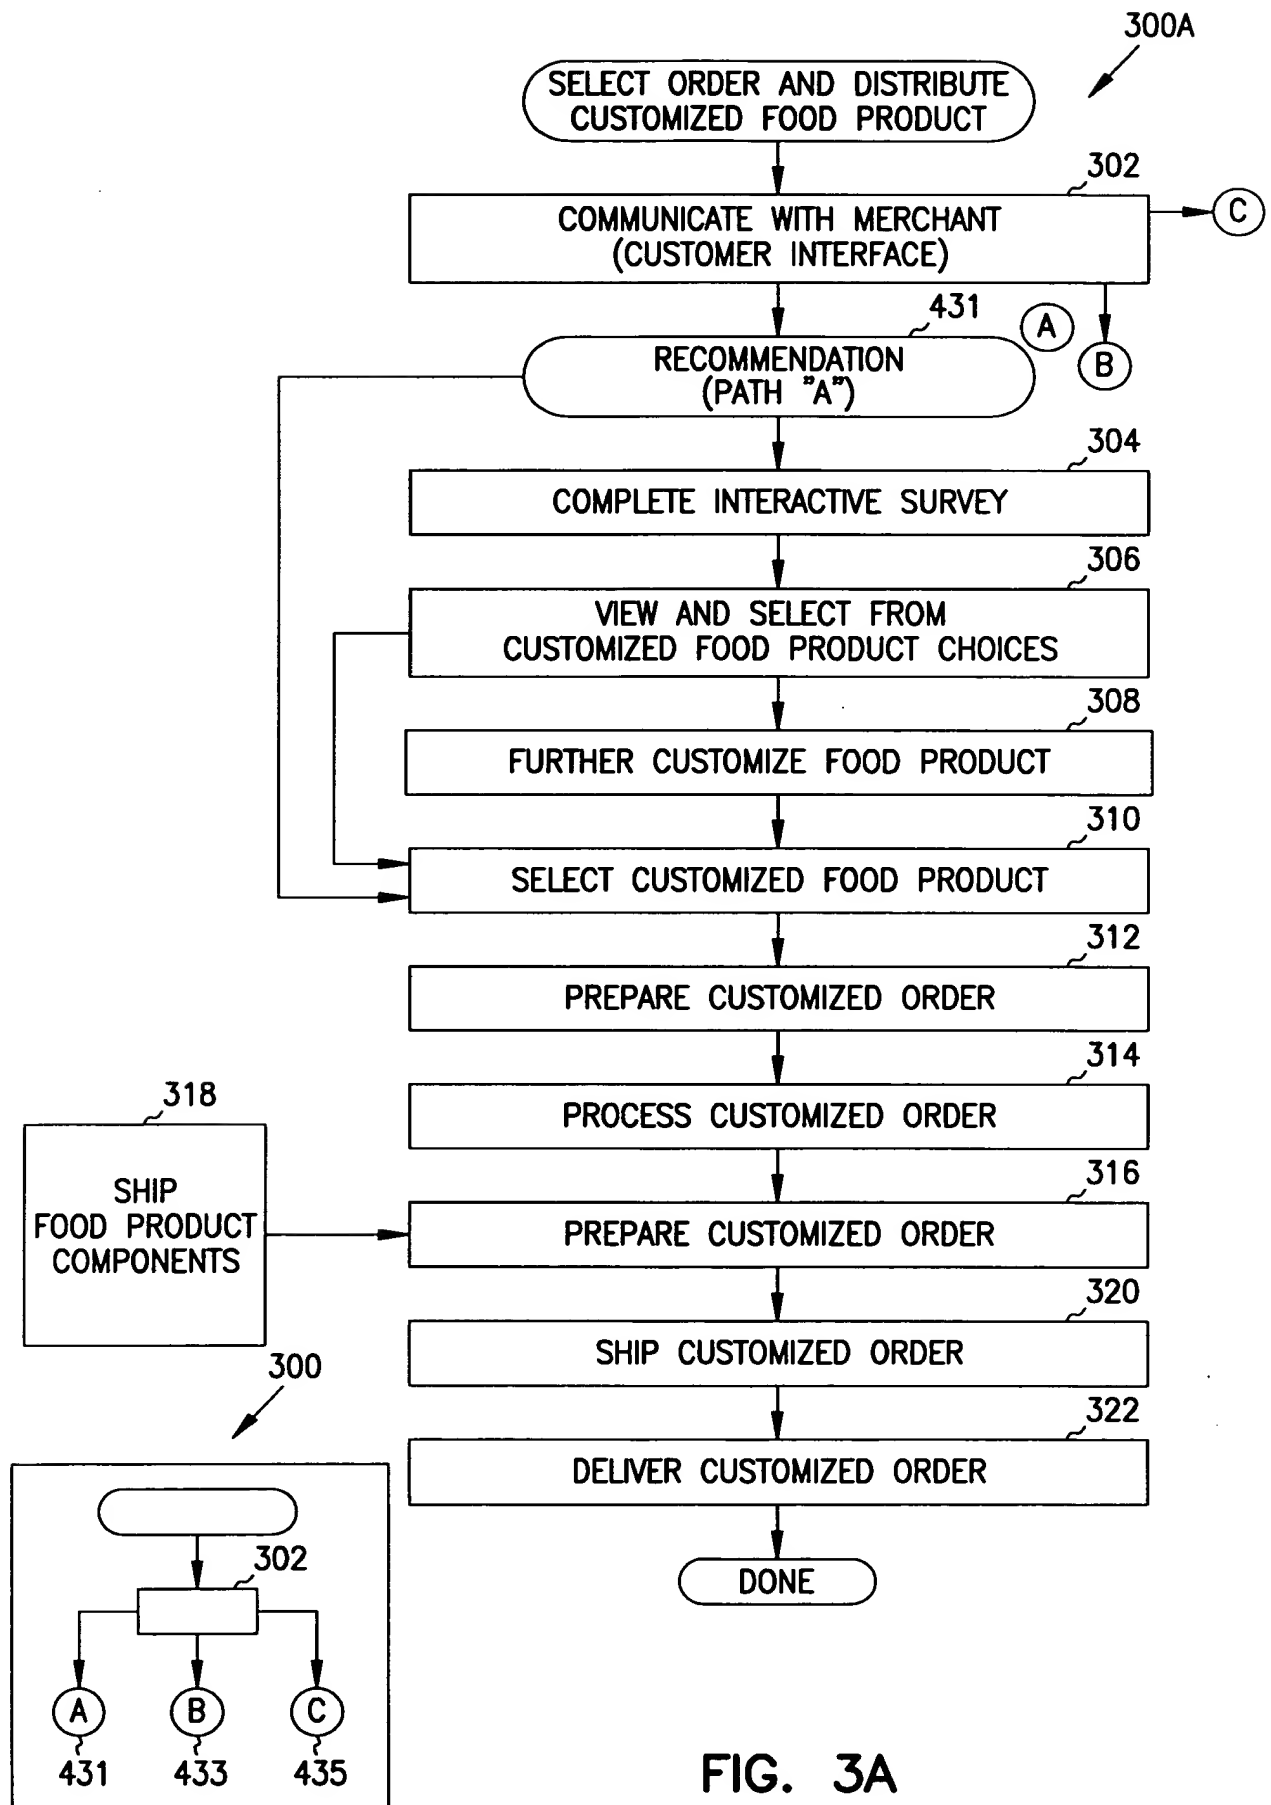 300A
SELECT ORDER AND DISTRIBUTE
CUSTOMIZED FOOD PRODUCT
302
COMMUNICATE WITH MERCHANT
(CUSTOMER INTERFACE)
C
431
A
B
RECOMMENDATION
(PATH "A")
304
COMPLETE INTERACTIVE SURVEY
306
VIEW AND SELECT FROM
CUSTOMIZED FOOD PRODUCT CHOICES
308
FURTHER CUSTOMIZE FOOD PRODUCT
310
SELECT CUSTOMIZED FOOD PRODUCT
312
PREPARE CUSTOMIZED ORDER
314
PROCESS CUSTOMIZED ORDER
318
SHIP
FOOD PRODUCT
COMPONENTS
316
PREPARE CUSTOMIZED ORDER
320
SHIP CUSTOMIZED ORDER
322
DELIVER CUSTOMIZED ORDER
DONE
300
302
A
B
C
431
433
435
FIG. 3A